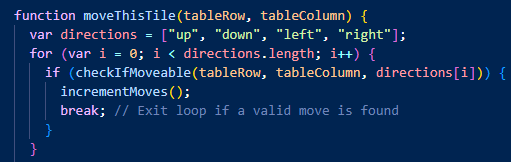 function moveThisTile(tableRow, tableColumn) {
  var directions = ["up", "down", "left", "right"];
  for (var i = 0; i < directions.length; i++) {
    if (checkIfMoveable(tableRow, tableColumn, directions[i])) {
      incrementMoves();
      break; // Exit loop if a valid move is found
    }
  }